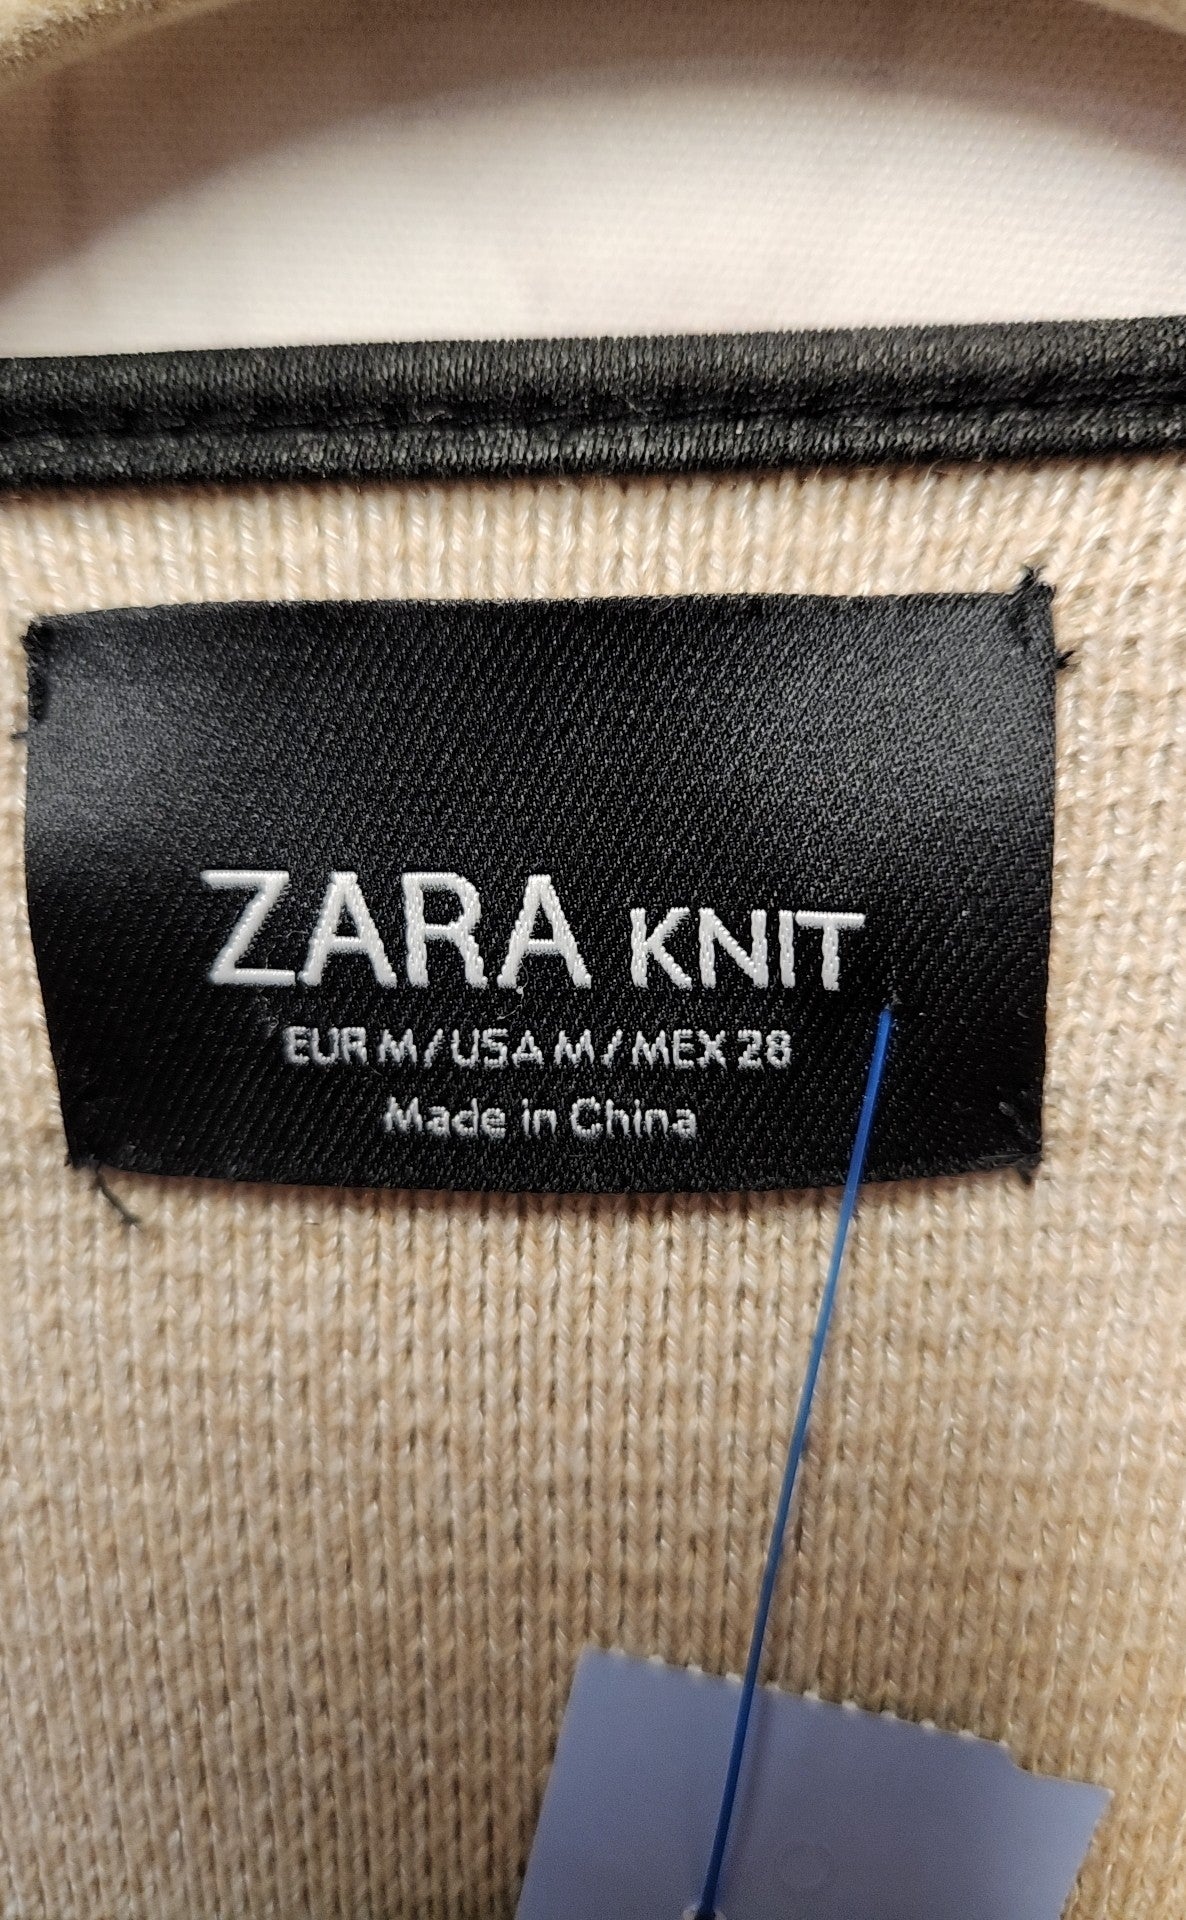 ZARA KNIT
EUR M / USA M / MEX 28
Made in China